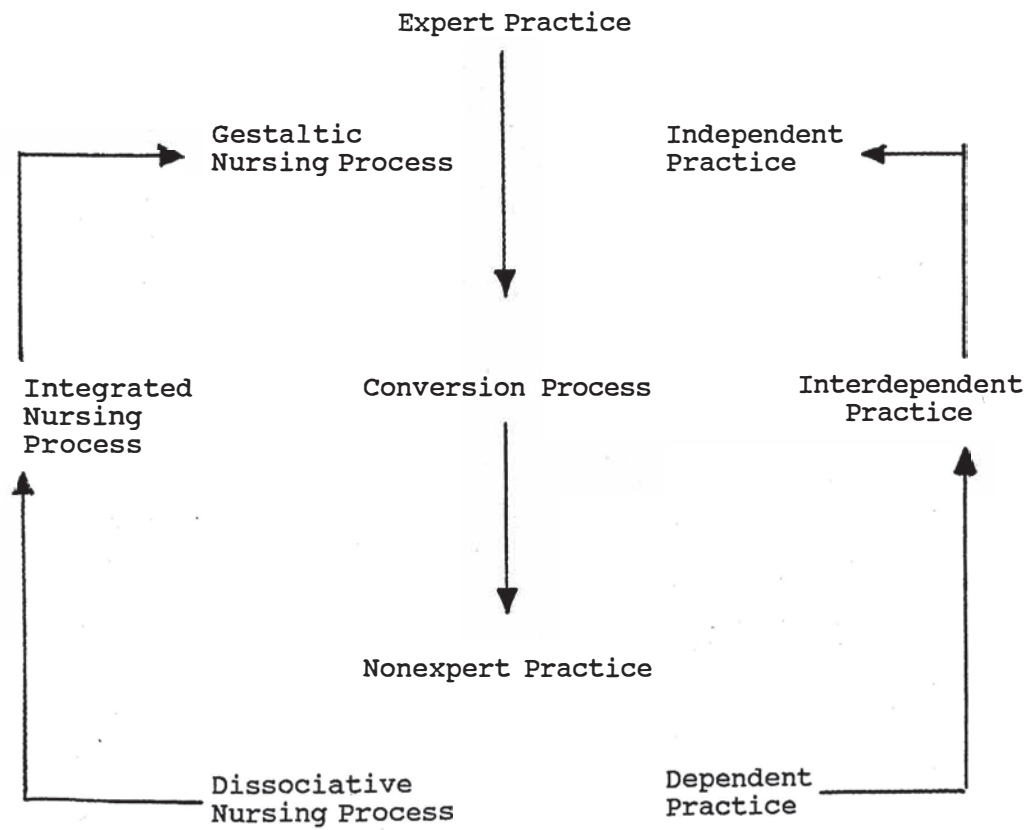 Expert Practice
Gestaltic
Nursing Process
Independent
Practice
Integrated
Nursing
Process
Conversion Process
Interdependent
Practice
Nonexpert Practice
Dissociative
Nursing Process
Dependent
Practice